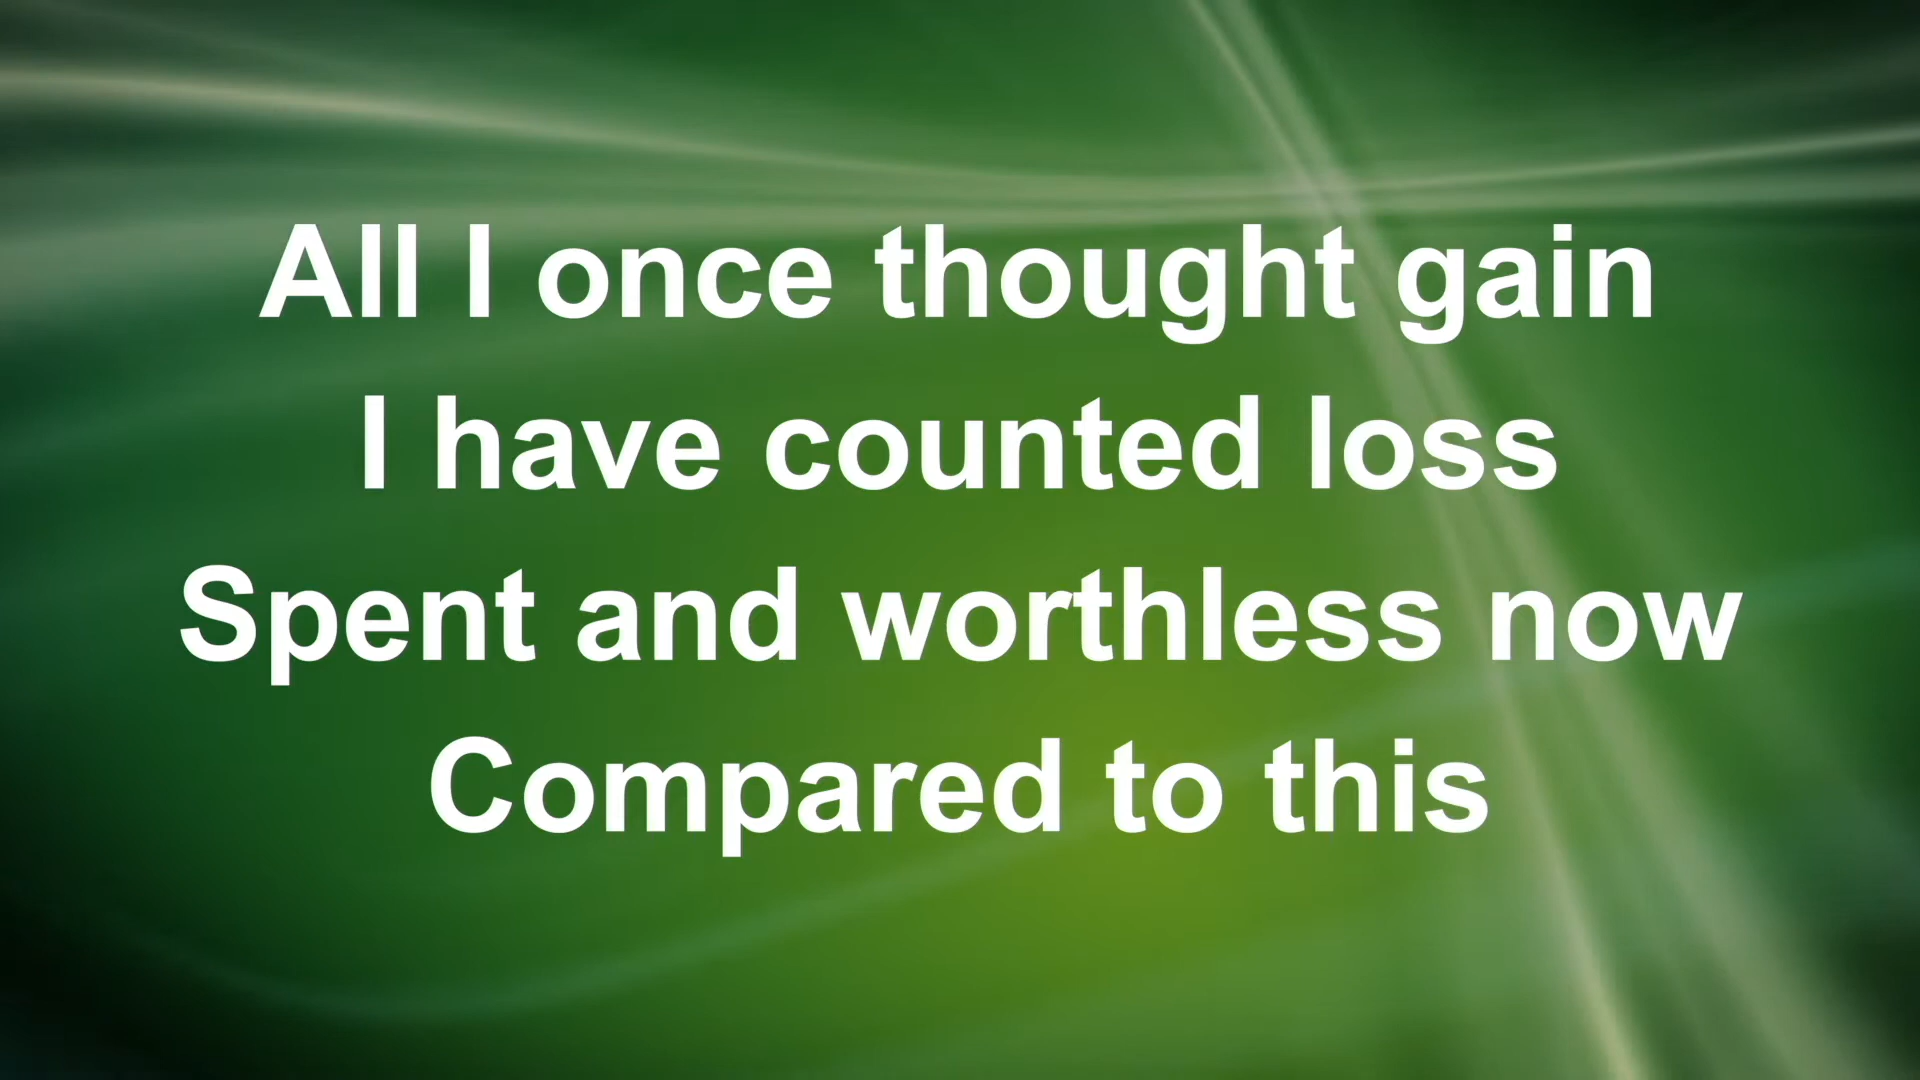 All I once thought gain
I have counted loss
Spent and worthless now
Compared to this